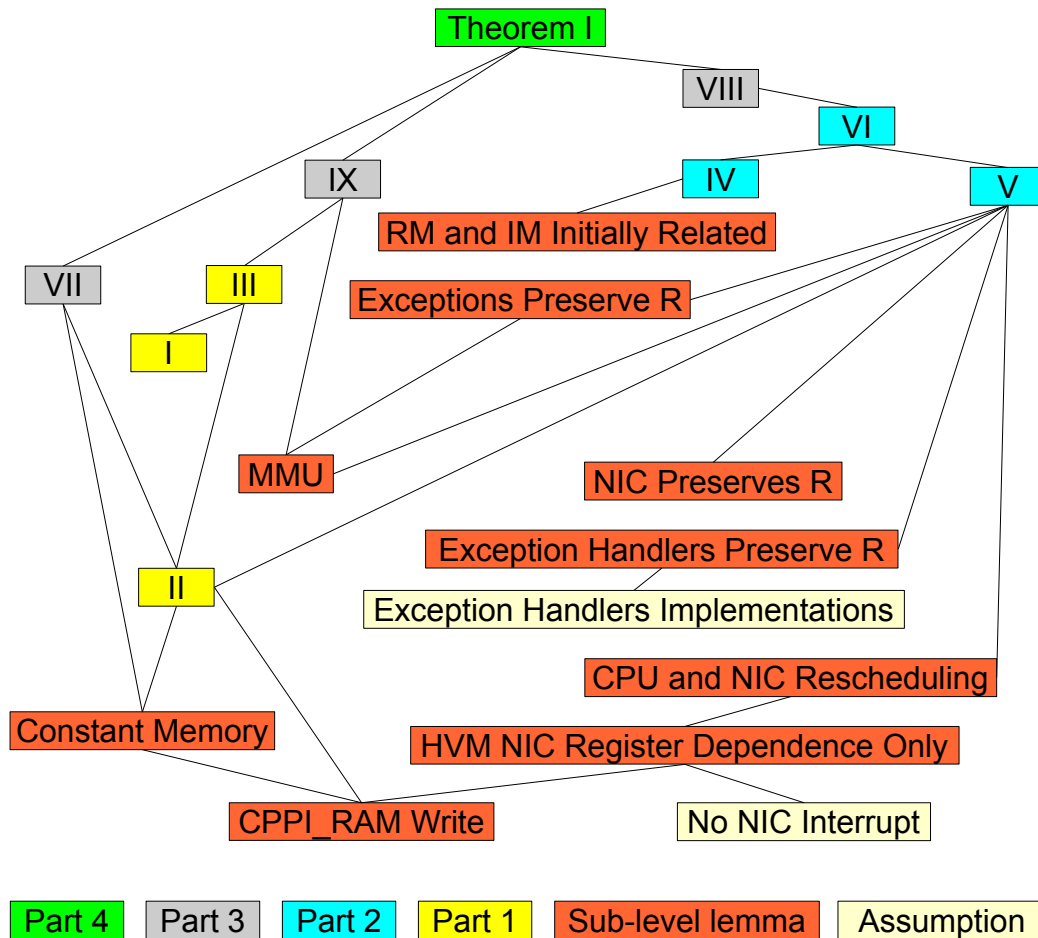 Theorem I
VIII
VI
IX
IV
V
RM and IM Initially Related
VII
III
Exceptions Preserve R
I
MMU
NIC Preserves R
Exception Handlers Preserve R
II
Exception Handlers Implementations
CPU and NIC Rescheduling
Constant Memory
HVM NIC Register Dependence Only
CPPI_RAM Write
No NIC Interrupt
Part 4
Part 3
Part 2
Part 1
Sub-level lemma
Assumption